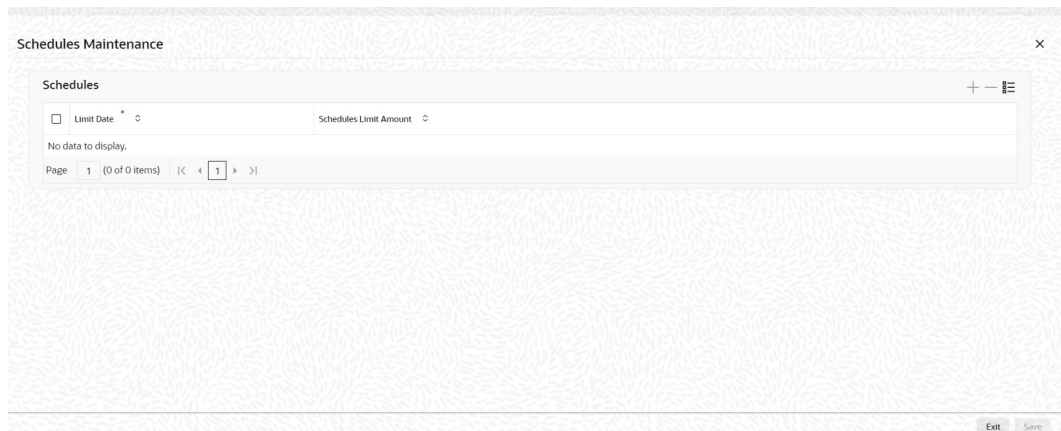 Schedules Maintenance
Schedules
Limit Date * Schedules Limit Amount
No data to display.
Page 1 (0 of 0 items) 1
Exit Save